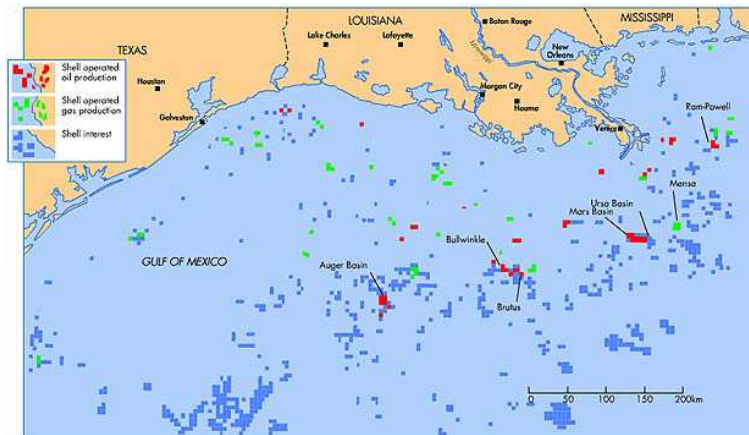 LOUISIANA
MISSISSIPPI
TEXAS
Baton Rouge
Lake Charles
Lafayette
New
Orleans
Mississippi
Shell operated
oil production
Houston
Morgan City
Houma
Shell operated
gas production
Galveston
Venice
Ram-Powell
Shell interest
Mensa
Ursa Basin
Mars Basin
Bullwinkle
GULF OF MEXICO
Auger Basin
Brutus
0 50 100 150 200km